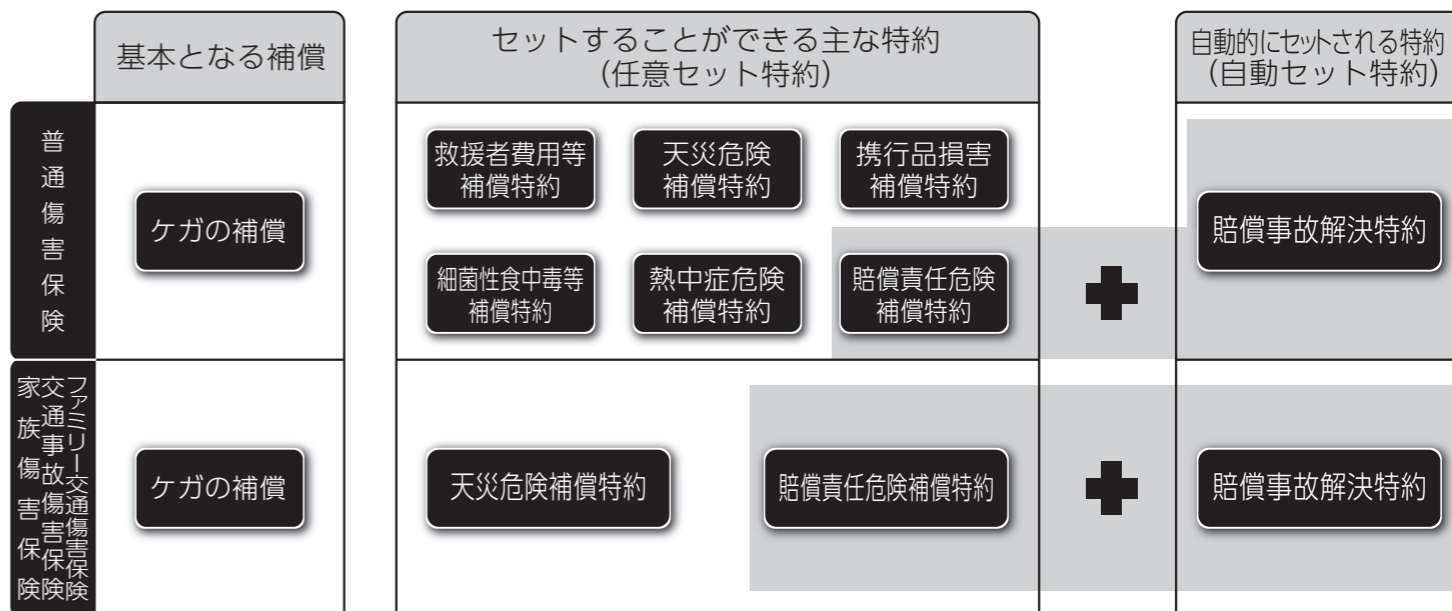 基本となる補償
セットすることができる主な特約
（任意セット特約）
自動的にセットされる特約
（自動セット特約）
普通傷害保険
ケガの補償
救援者費用等
補償特約
天災危険
補償特約
携行品損害
補償特約
細菌性食中毒等
補償特約
熱中症危険
補償特約
賠償責任危険
補償特約
賠償事故解決特約
ファミリー交通傷害保険
交通事故傷害保険
家族傷害保険
ケガの補償
天災危険補償特約
賠償責任危険補償特約
賠償事故解決特約